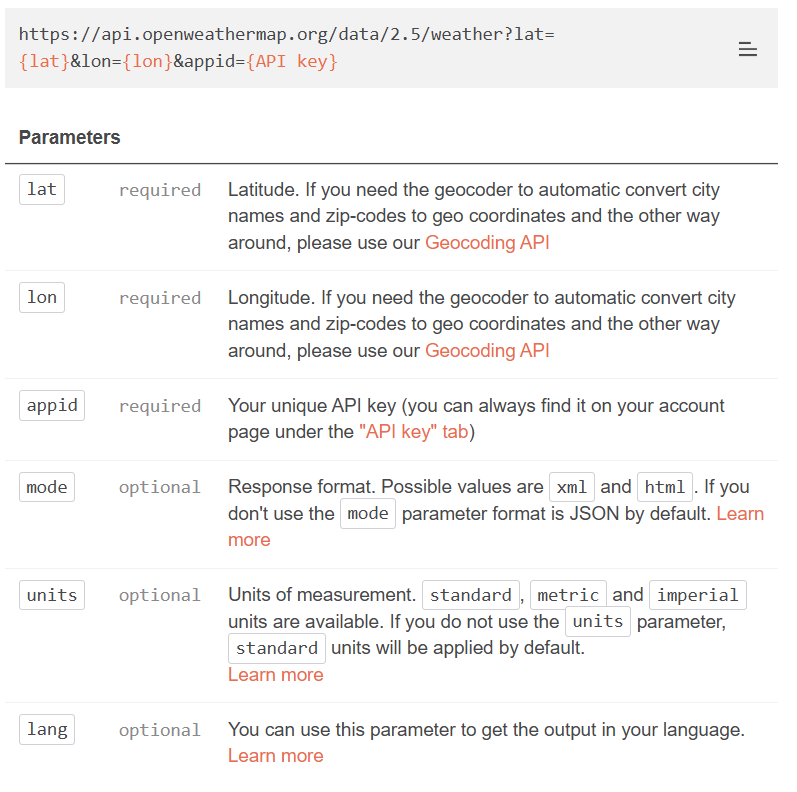 https://api.openweathermap.org/data/2.5/weather?lat=
{lat}&lon={lon}&appid={API key}
Parameters
lat required Latitude. If you need the geocoder to automatic convert city
names and zip-codes to geo coordinates and the other way
around, please use our Geocoding API
lon required Longitude. If you need the geocoder to automatic convert city
names and zip-codes to geo coordinates and the other way
around, please use our Geocoding API
appid required Your unique API key (you can always find it on your account
page under the "API key" tab)
mode optional Response format. Possible values are xml and html. If you
don't use the mode parameter format is JSON by default. Learn
more
units optional Units of measurement. standard, metric and imperial
units are available. If you do not use the units parameter,
standard units will be applied by default.
Learn more
lang optional You can use this parameter to get the output in your language.
Learn more